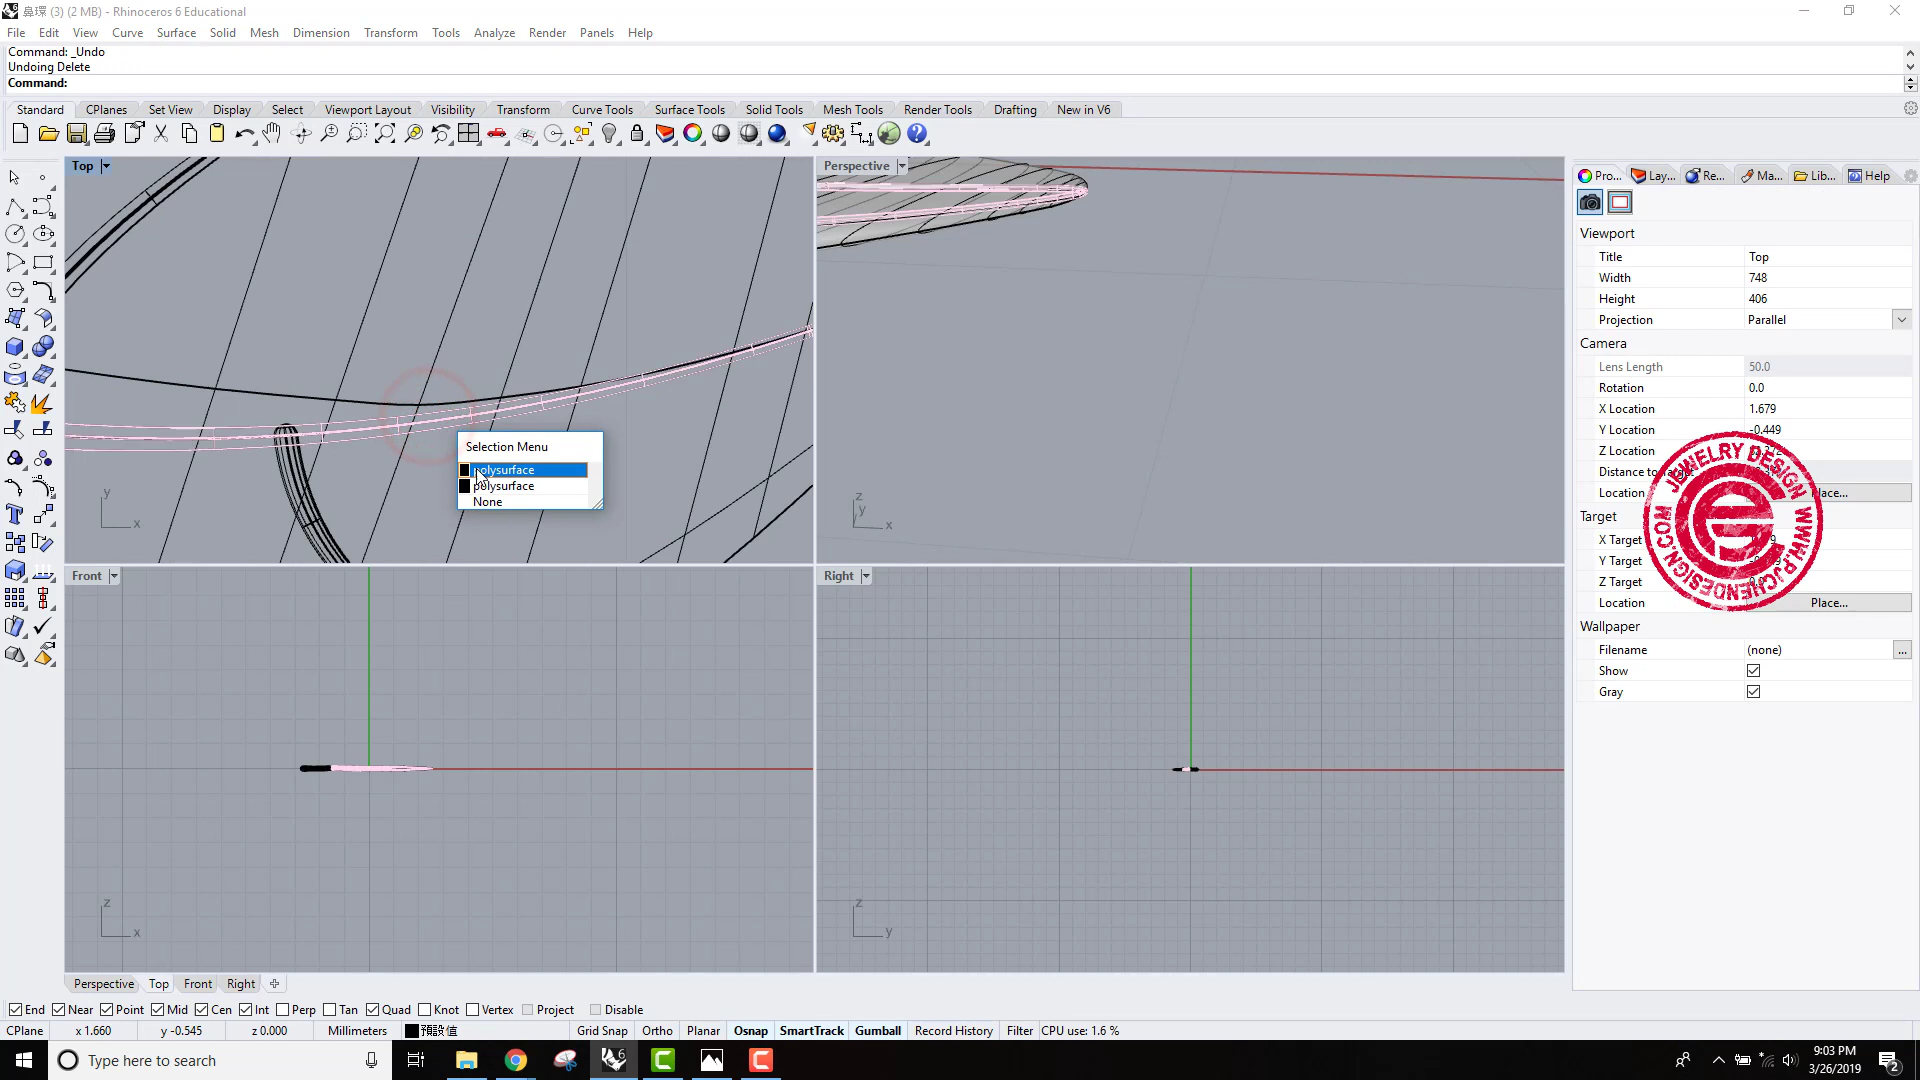 鼻環 (3) (2 MB) - Rhinoceros 6 Educational
File Edit View Curve Surface Solid Mesh Dimension Transform Tools Analyze Render Panels Help
Command: _Undo
Undoing Delete
Command:
Standard CPlanes Set View Display Select Viewport Layout Visibility Transform Curve Tools Surface Tools Solid Tools Mesh Tools Render Tools Drafting New in V6
Top
Perspective
Pro... Lay... Re... Ma... Lib... Help
Viewport
Title Top
Width 748
Height 406
Projection Parallel
Camera
Lens Length 50.0
Rotation 0.0
X Location 1.679
Y Location -0.449
Z Location
Distance to
Location
Target
X Target
Y Target
Z Target
Location Place...
Wallpaper
Filename (none) ...
Show
Gray
JEWELRY DESIGN WWW.PJCHENDESIGN.COM
Selection Menu
polysurface
polysurface
None
y
x
z
y
x
Front
Right
z
x
z
y
Perspective Top Front Right
End Near Point Mid Cen Int Perp Tan Quad Knot Vertex Project Disable
CPlane x 1.660 y -0.545 z 0.000 Millimeters 預設值 Grid Snap Ortho Planar Osnap SmartTrack Gumball Record History Filter CPU use: 1.6 %
Type here to search
6
9:03 PM
3/26/2019
2